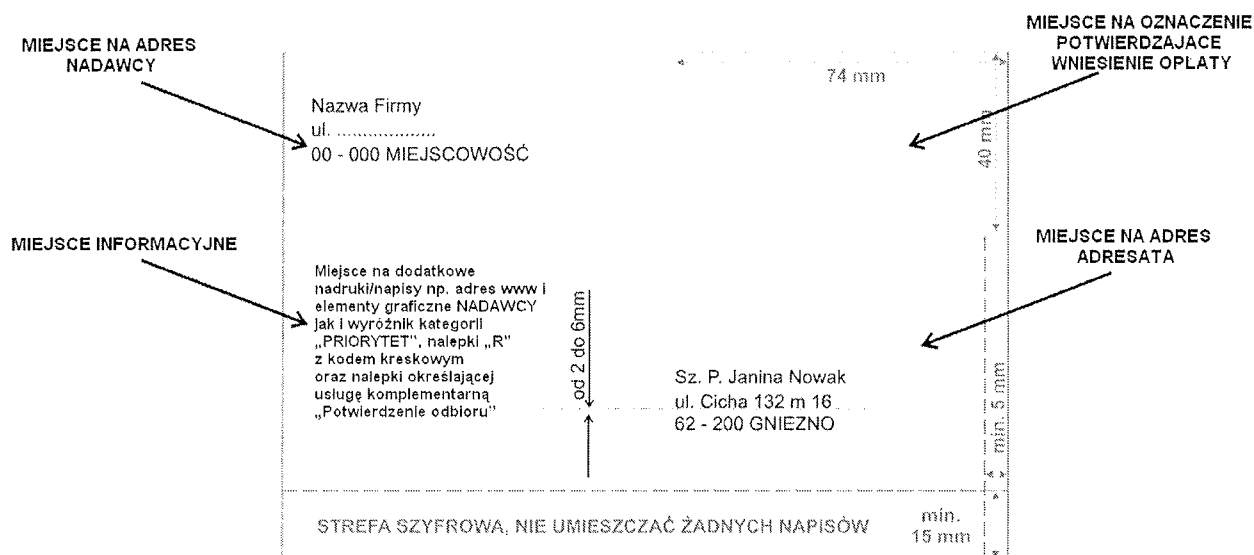 MIEJSCE NA ADRES
NADAWCY
MIEJSCE NA OZNACZENIE
POTWIERDZAJACE
WNIESIENIE OPLATY
74 mm
40 mm
Nazwa Firmy
ul. ...................
00 - 000 MIEJSCOWOŚĆ
MIEJSCE INFORMACYJNE
MIEJSCE NA ADRES
ADRESATA
Miejsce na dodatkowe
nadruki/napisy np. adres www i
elementy graficzne NADAWCY
jak i wyróżnik kategorii
„PRIORYTET”, nalepki „R”
z kodem kreskowym
oraz nalepki określającej
usługę komplementarną
„Potwierdzenie odbioru”
od 2 do 6mm
Sz. P. Janina Nowak
ul. Cicha 132 m 16
62 - 200 GNIEZNO
min. 5 mm
STREFA SZYFROWA, NIE UMIESZCZAĆ ŻADNYCH NAPISÓW
min.
15 mm